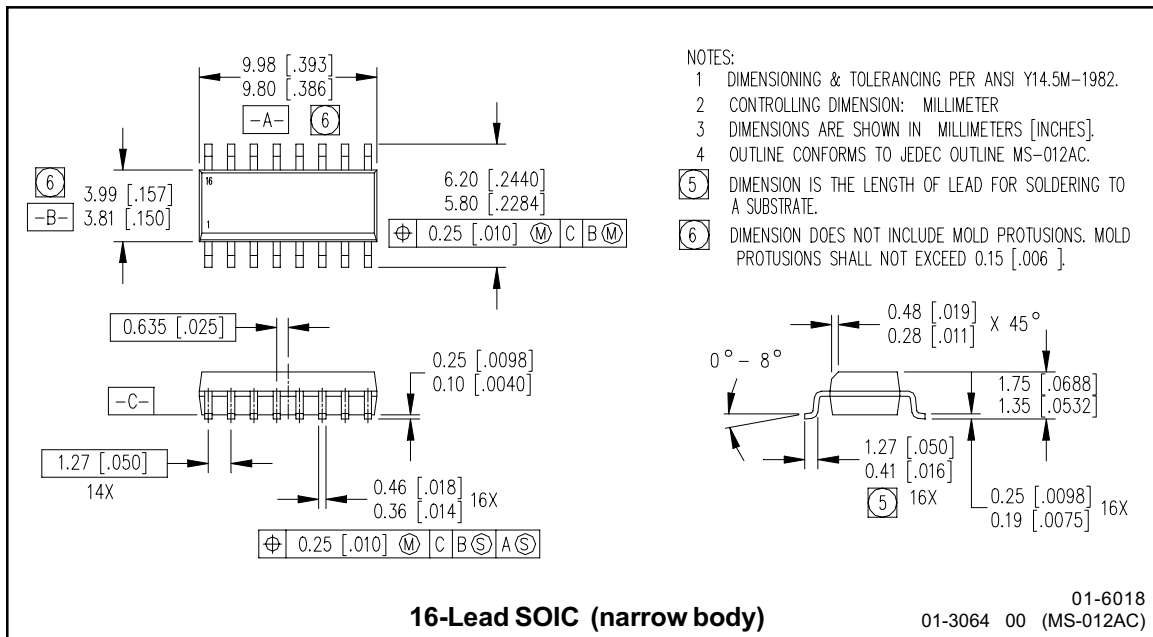 9.98 [.393]
9.80 [.386]
-A- 6
6
3.99 [.157]
3.81 [.150]
-B-
16
1
6.20 [.2440]
5.80 [.2284]
⌖ 0.25 [.010] Ⓜ C B Ⓜ
NOTES:
1 DIMENSIONING & TOLERANCING PER ANSI Y14.5M-1982.
2 CONTROLLING DIMENSION: MILLIMETER
3 DIMENSIONS ARE SHOWN IN MILLIMETERS [INCHES].
4 OUTLINE CONFORMS TO JEDEC OUTLINE MS-012AC.
5 DIMENSION IS THE LENGTH OF LEAD FOR SOLDERING TO
A SUBSTRATE.
6 DIMENSION DOES NOT INCLUDE MOLD PROTUSIONS. MOLD
PROTUSIONS SHALL NOT EXCEED 0.15 [.006 ].
0.635 [.025]
0.25 [.0098]
0.10 [.0040]
-C-
1.27 [.050]
14X
0.46 [.018]
0.36 [.014]
16X
⌖ 0.25 [.010] Ⓜ C B Ⓢ A Ⓢ
0.48 [.019]
0.28 [.011]
X 45°
0°- 8°
1.75 [.0688]
1.35 [.0532]
1.27 [.050]
0.41 [.016]
5 16X
0.25 [.0098]
0.19 [.0075]
16X
16-Lead SOIC (narrow body)
01-6018
01-3064 00 (MS-012AC)